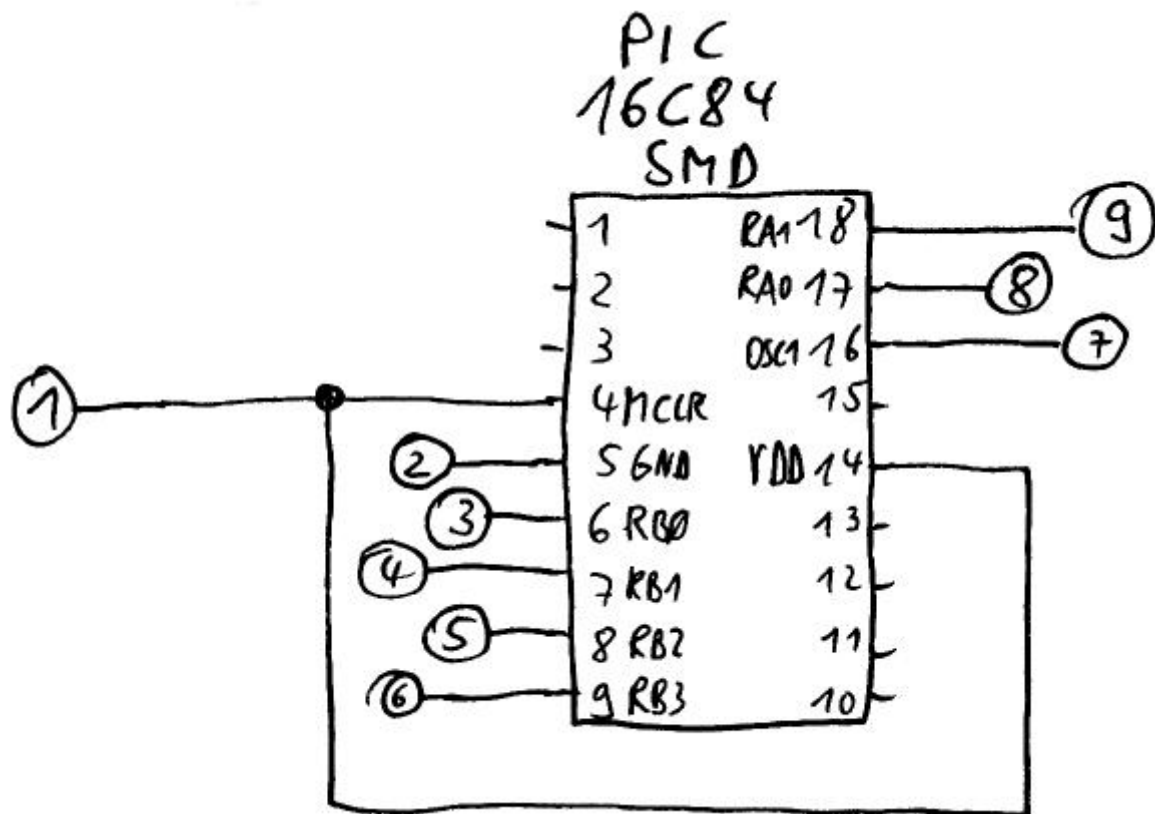 PIC
16C84
SMD
1 RA1 18 9
2 RA0 17 8
3 OSC1 16 7
1 4 MCLR 15
2 5 GND VDD 14
3 6 RB0 13
4 7 RB1 12
5 8 RB2 11
6 9 RB3 10